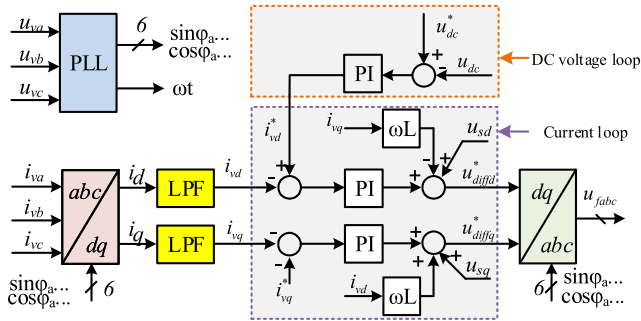 u_va
u_vb
u_vc
PLL
6
sinφ_a...
cosφ_a...
ωt
u*_dc
+
-
u_dc
PI
DC voltage loop
i*_vd
i_vq
ωL
u_sd
Current loop
i_va
i_vb
i_vc
abc
dq
i_d
LPF
i_vd
-
+
PI
+
-
+
u*_diffd
dq
abc
u_fabc
i_q
LPF
i_vq
-
-
PI
+
+
+
u*_diffq
i*_vq
i_vd
ωL
u_sq
sinφ_a...
cosφ_a...
6
6
sinφ_a...
cosφ_a...